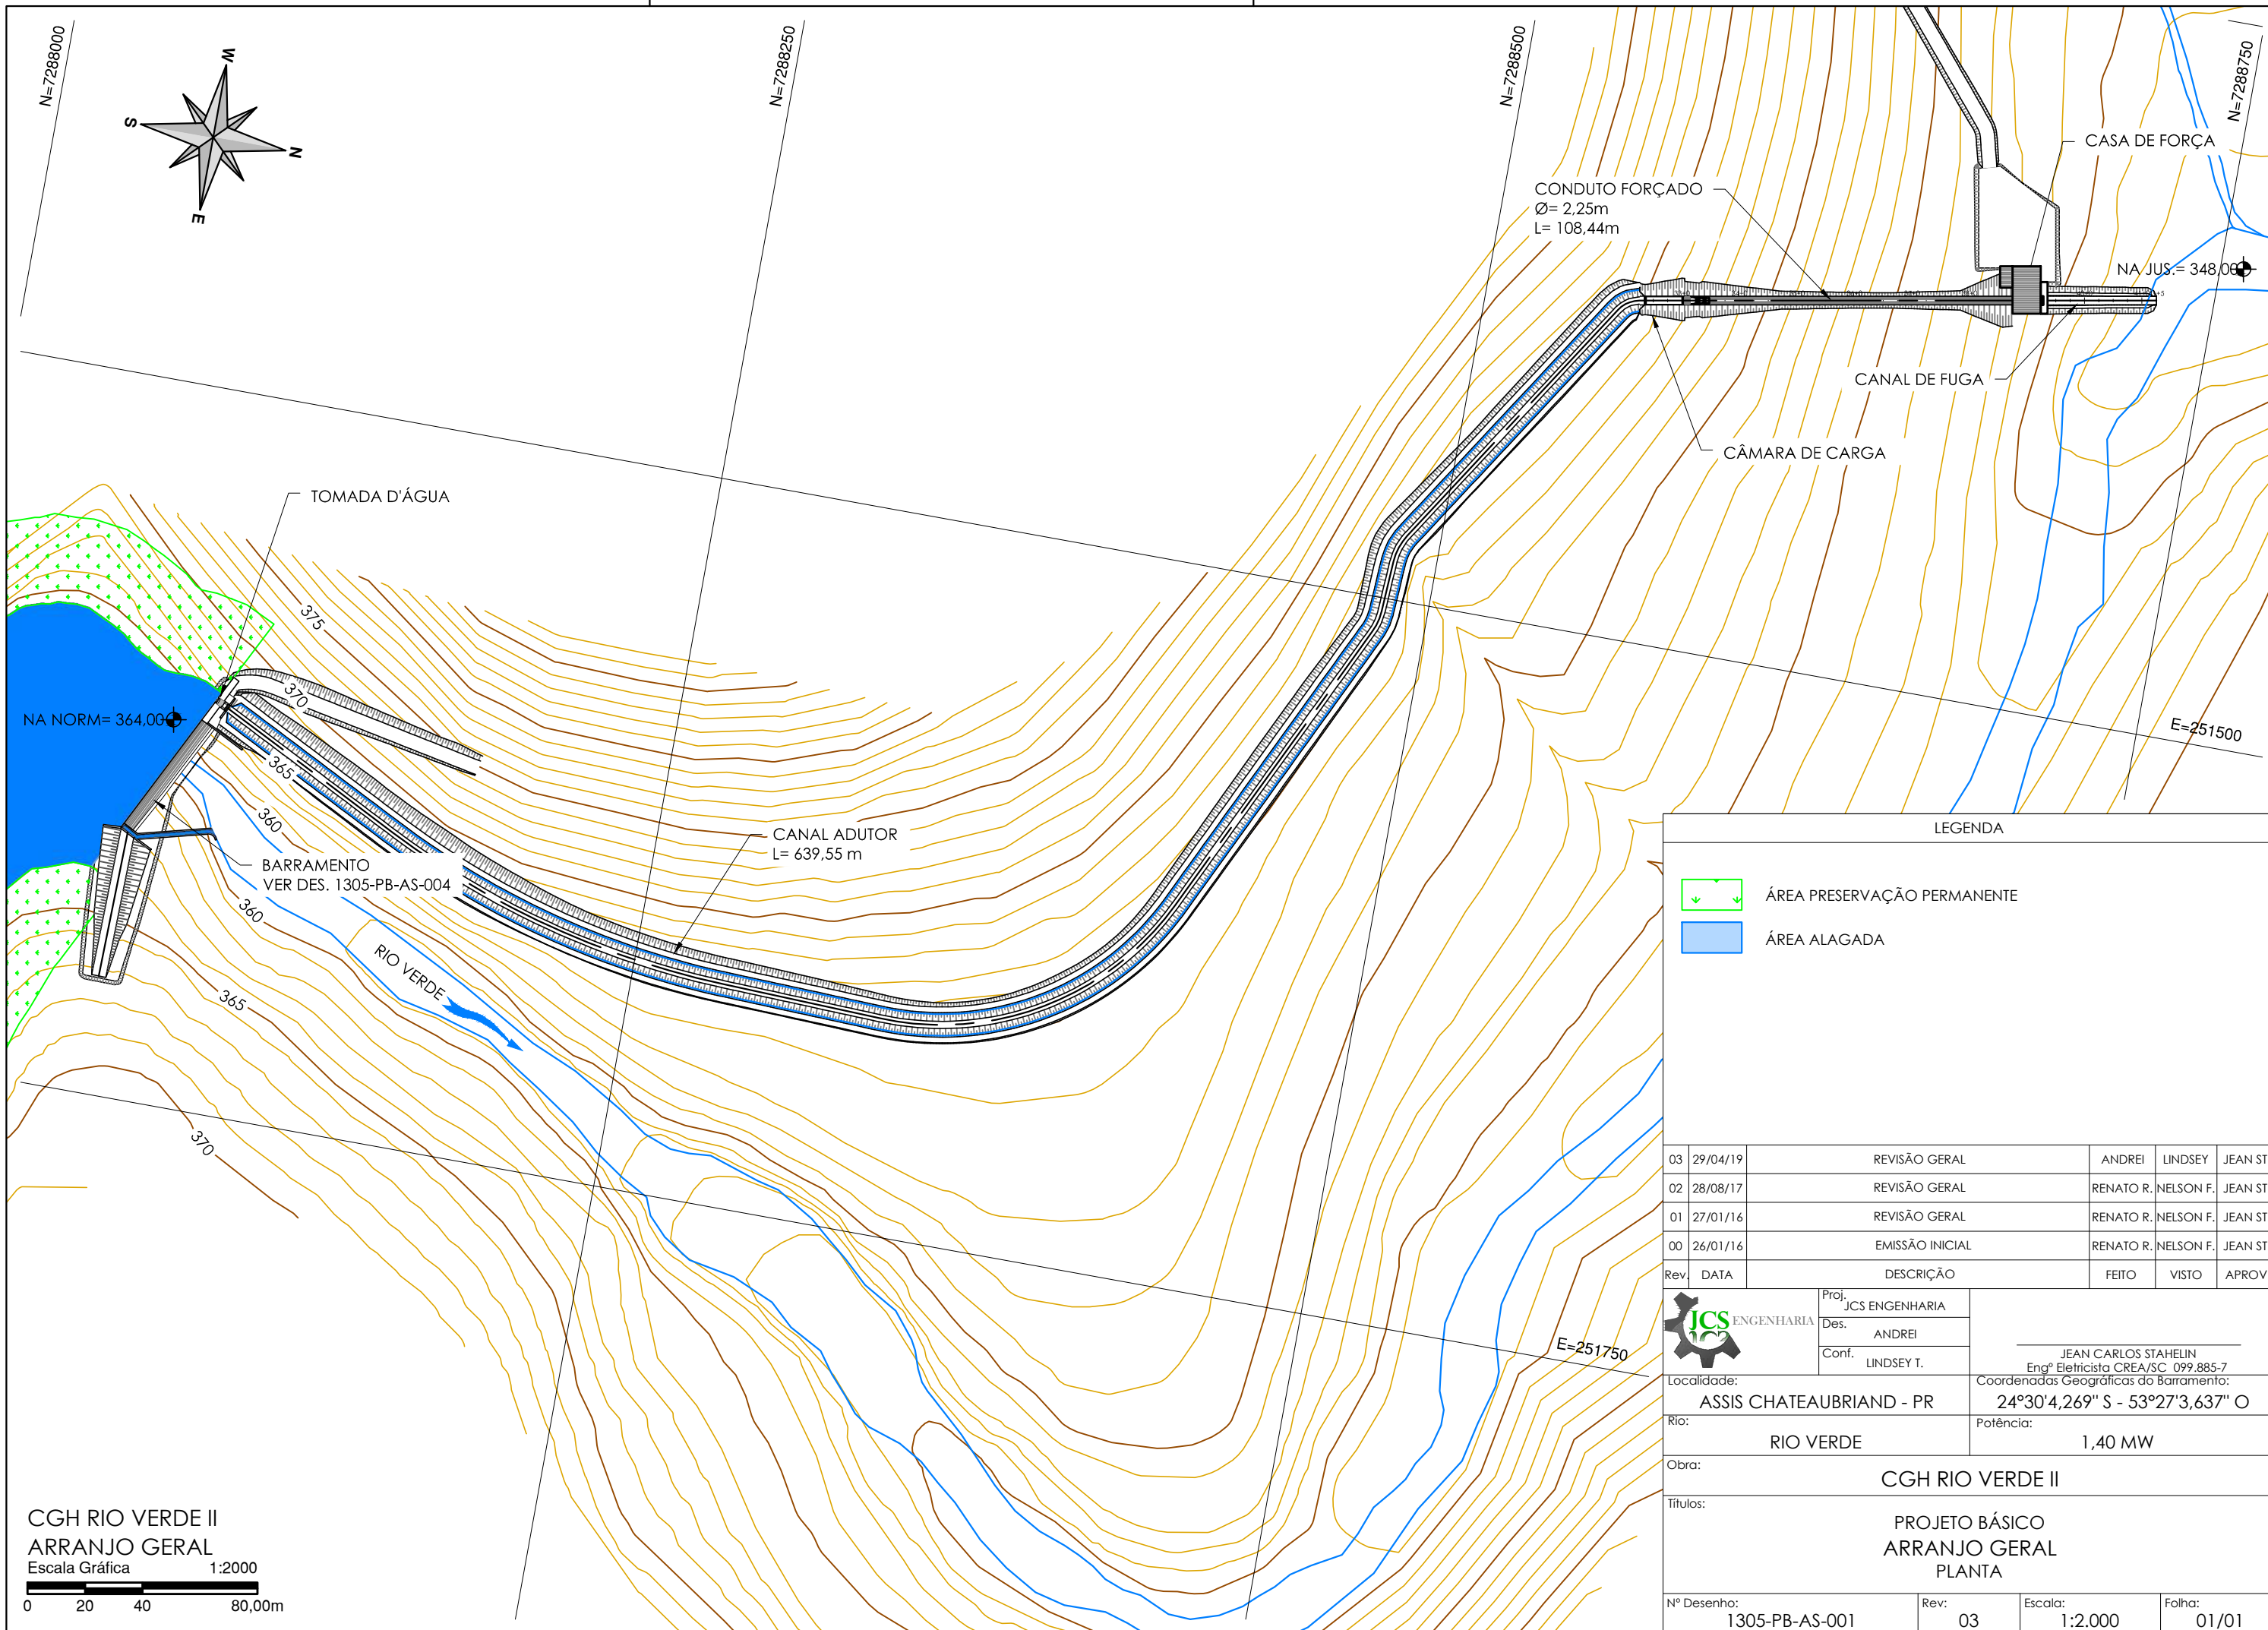 N=7288000
N=7288250
N=7288500
N=7288750
W
S
N
E
CASA DE FORÇA
CONDUTO FORÇADO
Ø= 2,25m
L= 108,44m
NA JUS.= 348,00
CANAL DE FUGA
CÂMARA DE CARGA
TOMADA D'ÁGUA
375
370
NA NORM= 364,00
365
360
E=251500
CANAL ADUTOR
L= 639,55 m
BARRAMENTO
VER DES. 1305-PB-AS-004
360
RIO VERDE
365
370
E=251750
LEGENDA
ÁREA PRESERVAÇÃO PERMANENTE
ÁREA ALAGADA
03 29/04/19 REVISÃO GERAL ANDREI LINDSEY JEAN ST
02 28/08/17 REVISÃO GERAL RENATO R. NELSON F. JEAN ST
01 27/01/16 REVISÃO GERAL RENATO R. NELSON F. JEAN ST
00 26/01/16 EMISSÃO INICIAL RENATO R. NELSON F. JEAN ST
Rev. DATA DESCRIÇÃO FEITO VISTO APROV
JCS ENGENHARIA
Proj.
JCS ENGENHARIA
Des.
ANDREI
Conf.
LINDSEY T.
JEAN CARLOS STAHELIN
Engº Eletricista CREA/SC 099.885-7
Localidade:
ASSIS CHATEAUBRIAND - PR
Coordenadas Geográficas do Barramento:
24°30'4,269" S - 53°27'3,637" O
Rio:
RIO VERDE
Potência:
1,40 MW
Obra:
CGH RIO VERDE II
Títulos:
PROJETO BÁSICO
ARRANJO GERAL
PLANTA
Nº Desenho:
1305-PB-AS-001
Rev:
03
Escala:
1:2.000
Folha:
01/01
CGH RIO VERDE II
ARRANJO GERAL
Escala Gráfica 1:2000
0 20 40 80,00m